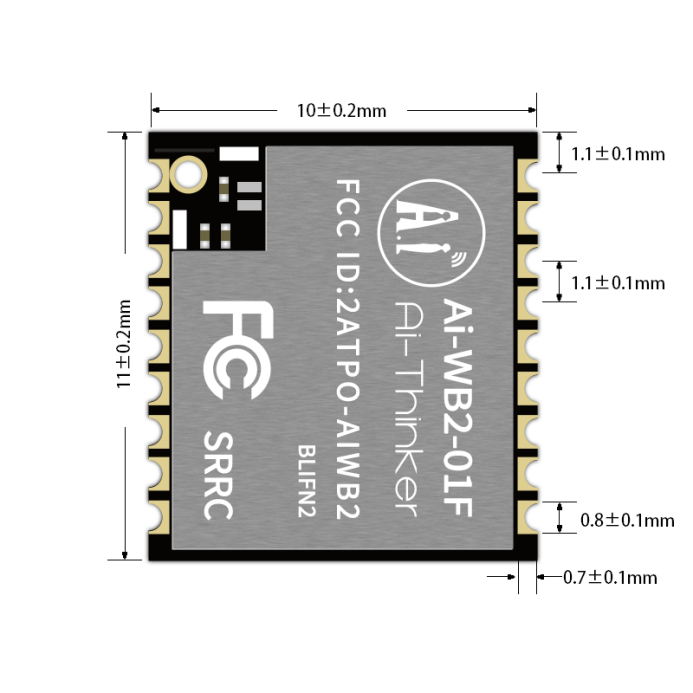 10±0.2mm
1.1±0.1mm
1.1±0.1mm
11±0.2mm
0.8±0.1mm
0.7±0.1mm
A.i
Ai-WB2-01F
Ai-Thinker
FCC ID:2ATPO-AIWB2
BLIFN2
FC
SRRC